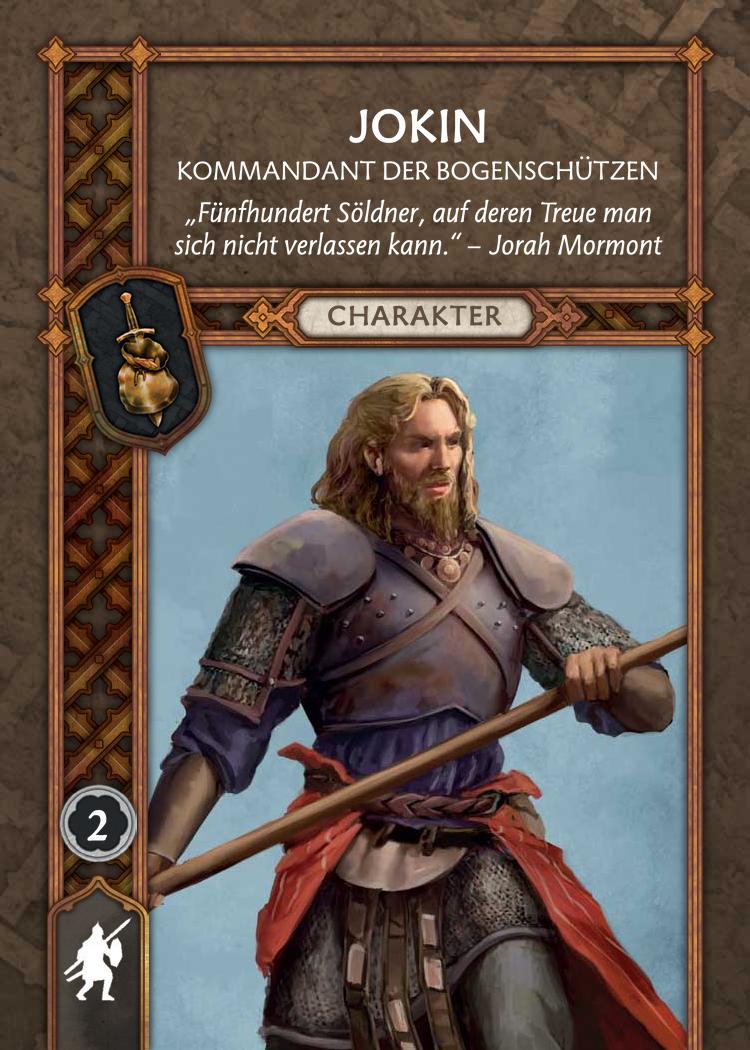 JOKIN
KOMMANDANT DER BOGENSCHÜTZEN
„Fünfhundert Söldner, auf deren Treue man
sich nicht verlassen kann.“ – Jorah Mormont
CHARAKTER
2